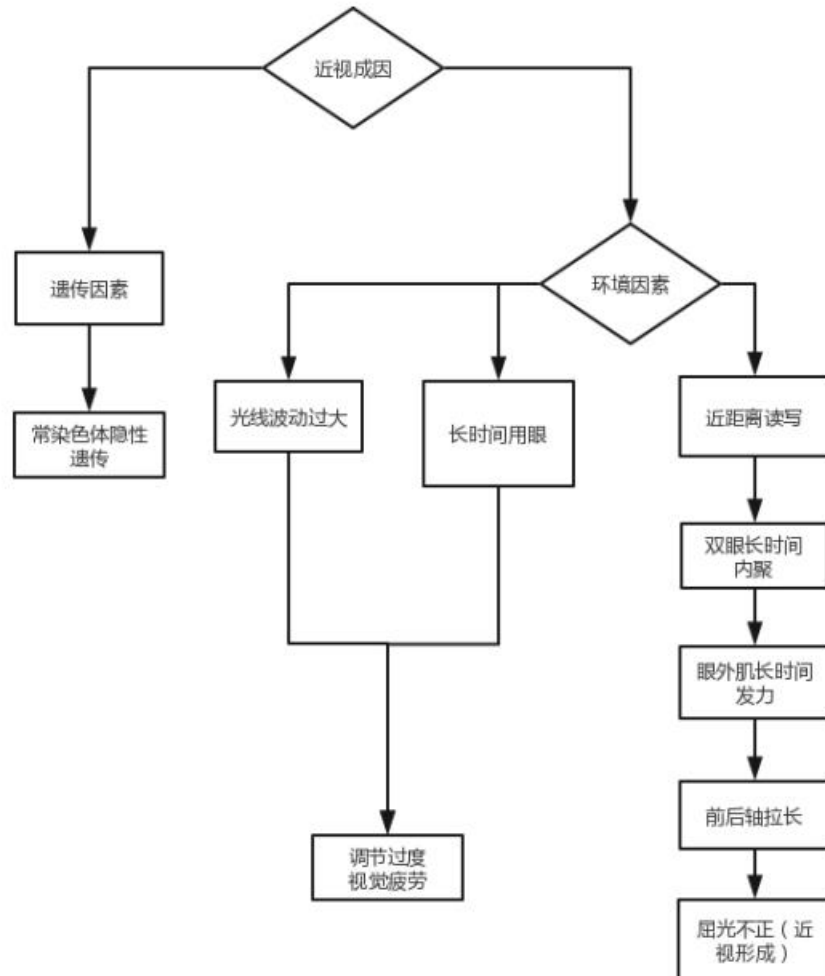 近视成因
遗传因素
环境因素
常染色体隐性
遗传
光线波动过大
长时间用眼
近距离读写
双眼长时间
内聚
眼外肌长时间
发力
前后轴拉长
调节过度
视觉疲劳
屈光不正（近
视形成）